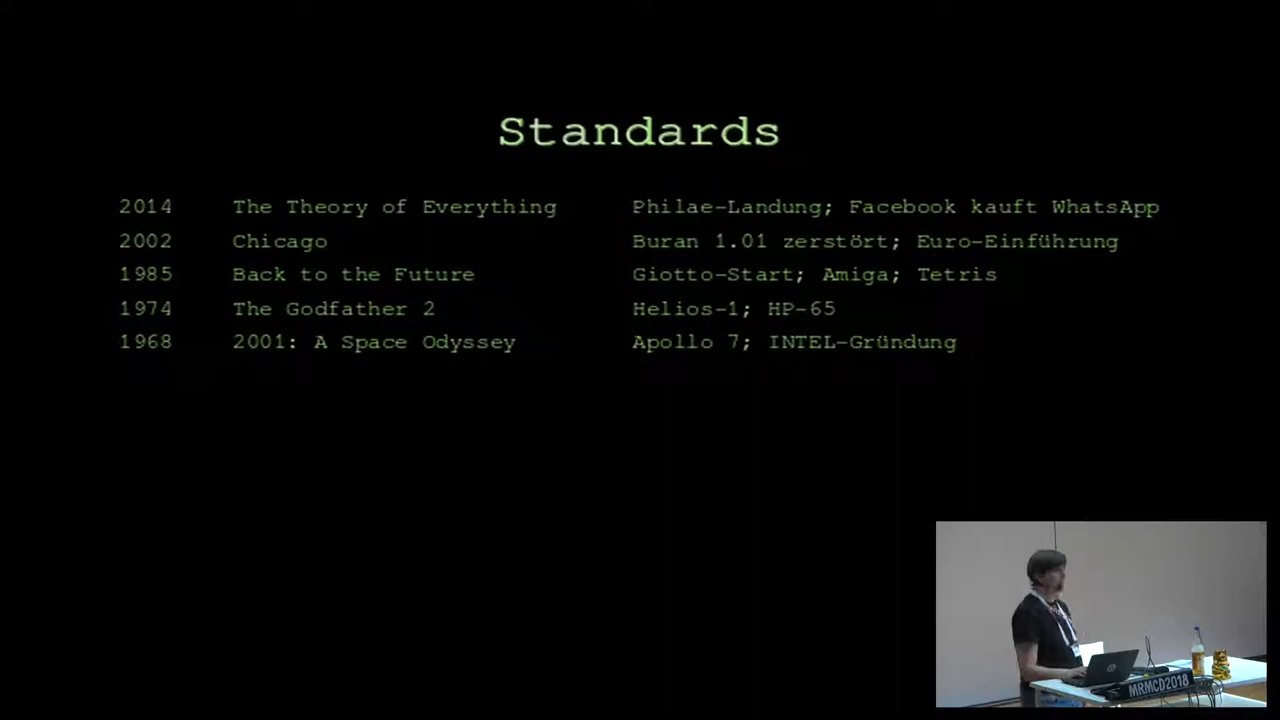 Standards
2014 The Theory of Everything Philae-Landung; Facebook kauft WhatsApp
2002 Chicago Buran 1.01 zerstört; Euro-Einführung
1985 Back to the Future Giotto-Start; Amiga; Tetris
1974 The Godfather 2 Helios-1; HP-65
1968 2001: A Space Odyssey Apollo 7; INTEL-Gründung
MRMCD2018